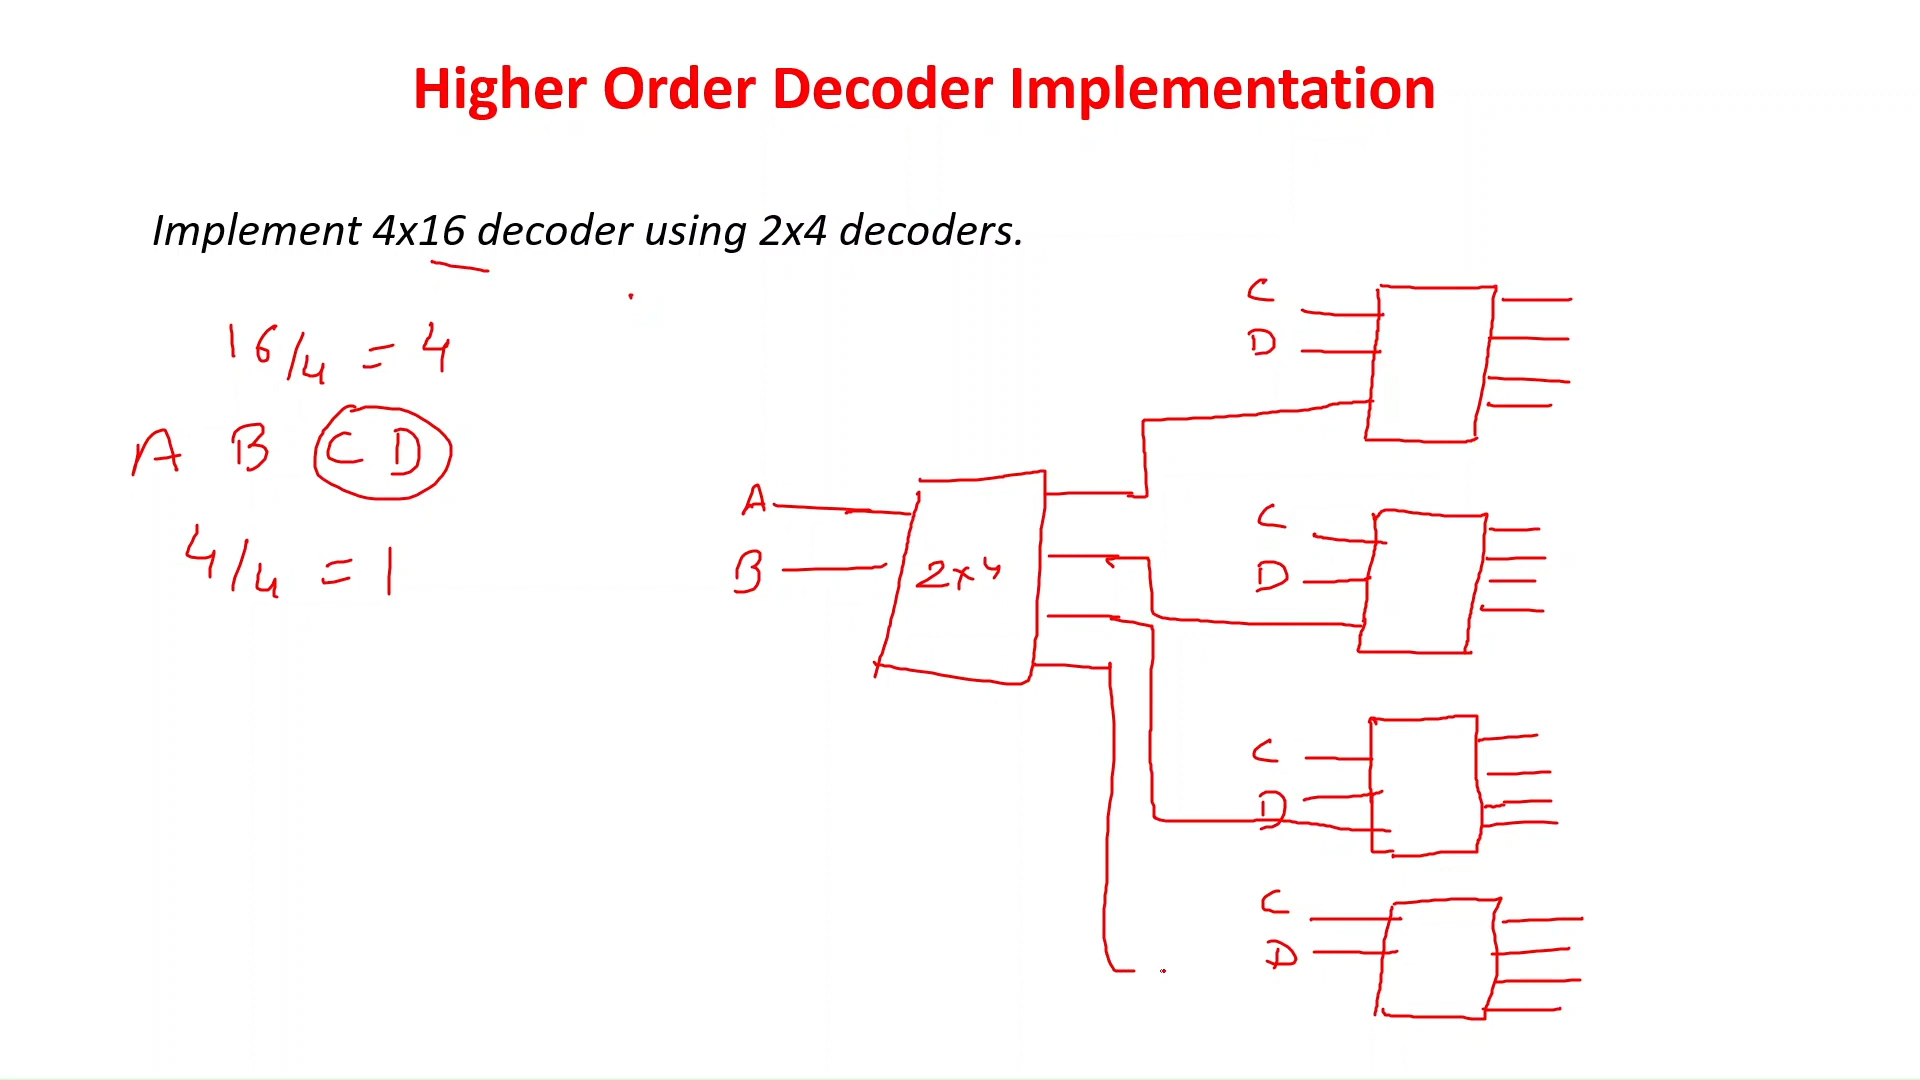 Higher Order Decoder Implementation
Implement 4x16 decoder using 2x4 decoders.
16/4 = 4
A B C D
4/4 = 1
A
B
2x4
C
D
C
D
C
D
C
D